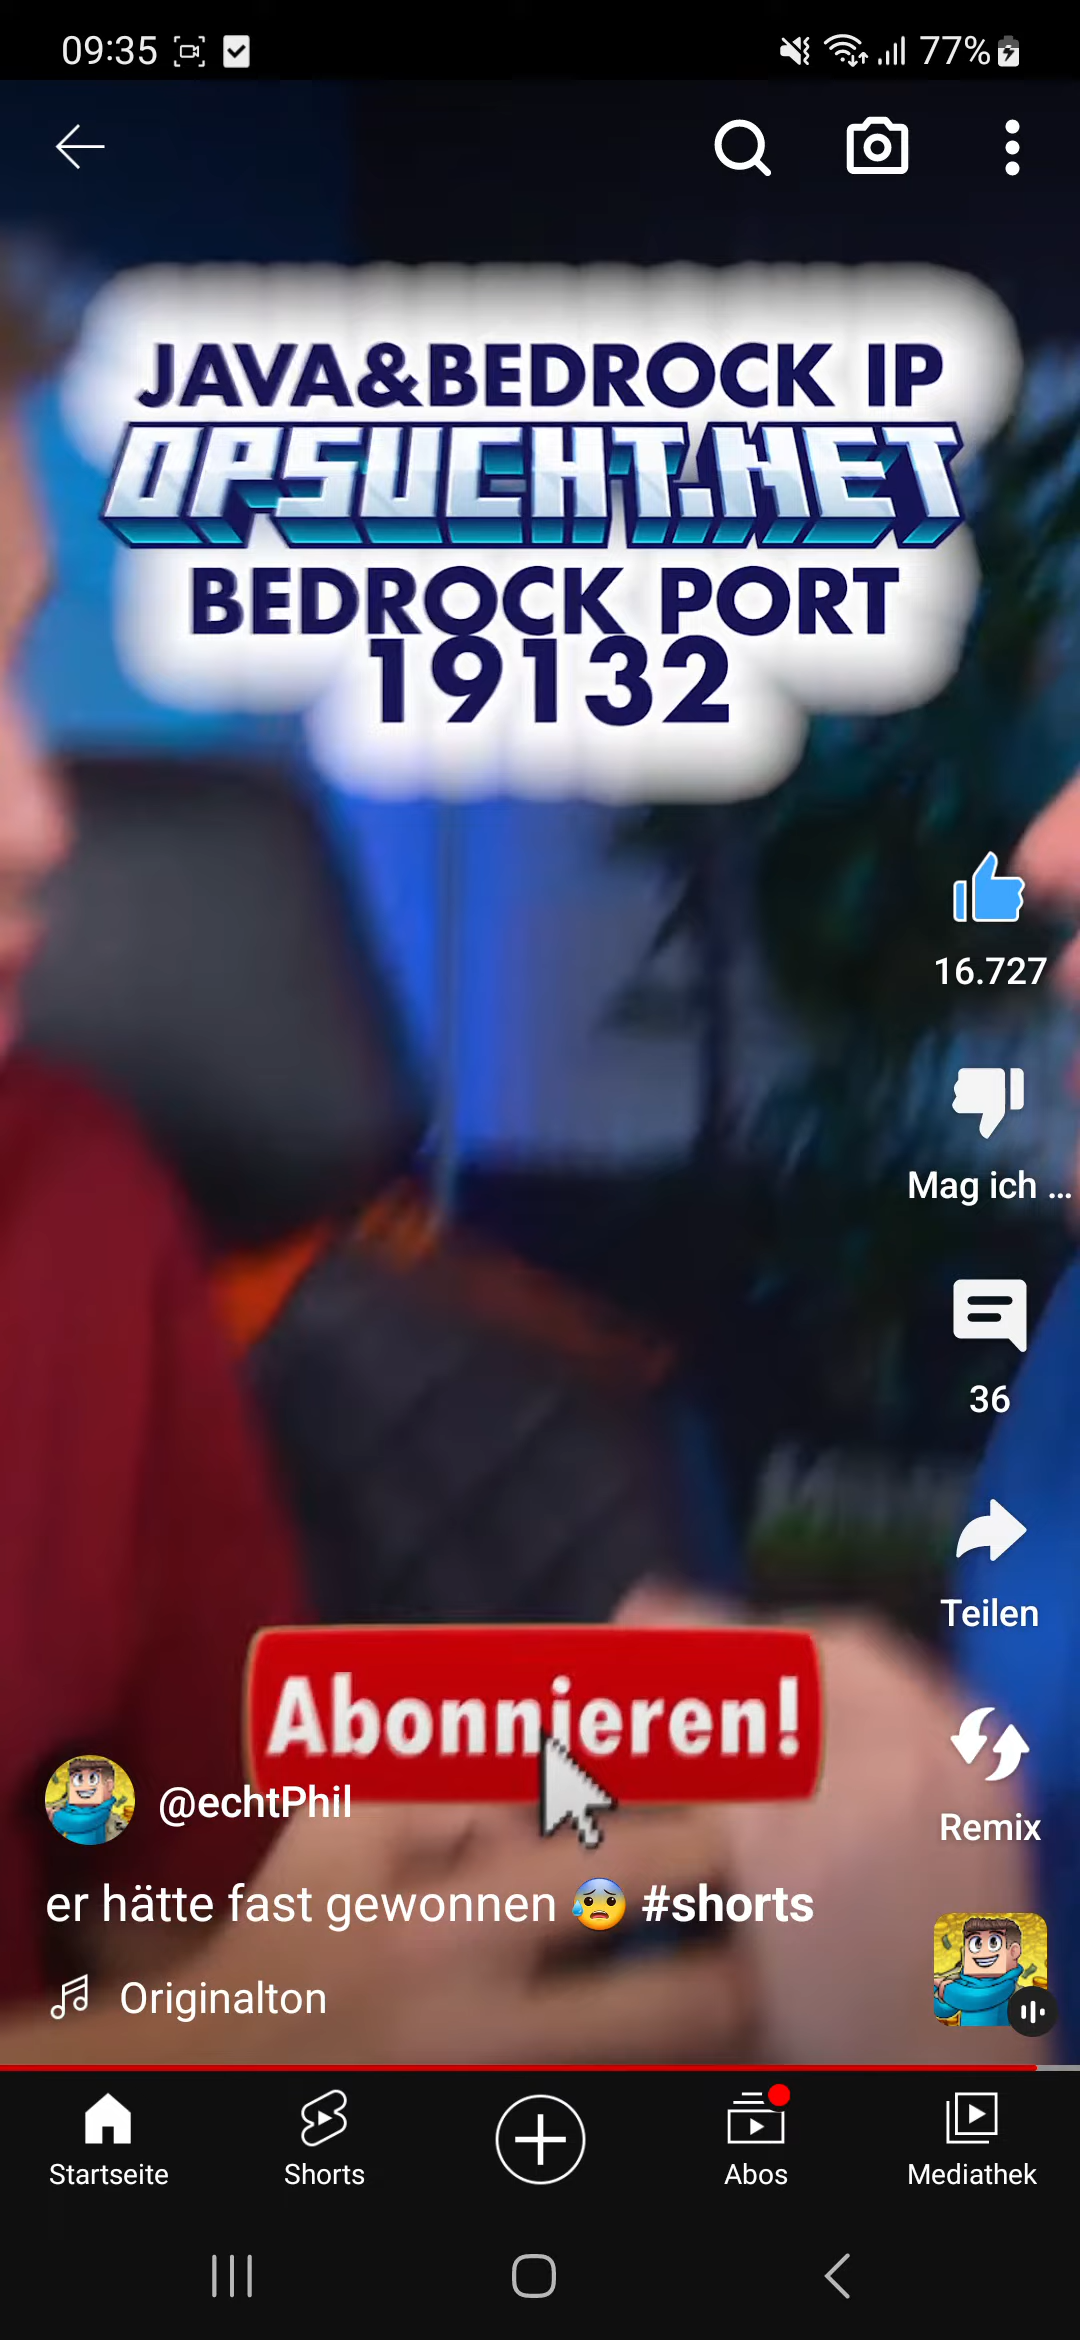 09:35
77%
JAVA&BEDROCK IP
OPSUCHT.NET
BEDROCK PORT
19132
16.727
Mag ich ...
36
Teilen
Abonnieren!
@echtPhil
Remix
er hätte fast gewonnen 😰 #shorts
Originalton
Startseite
Shorts
Abos
Mediathek